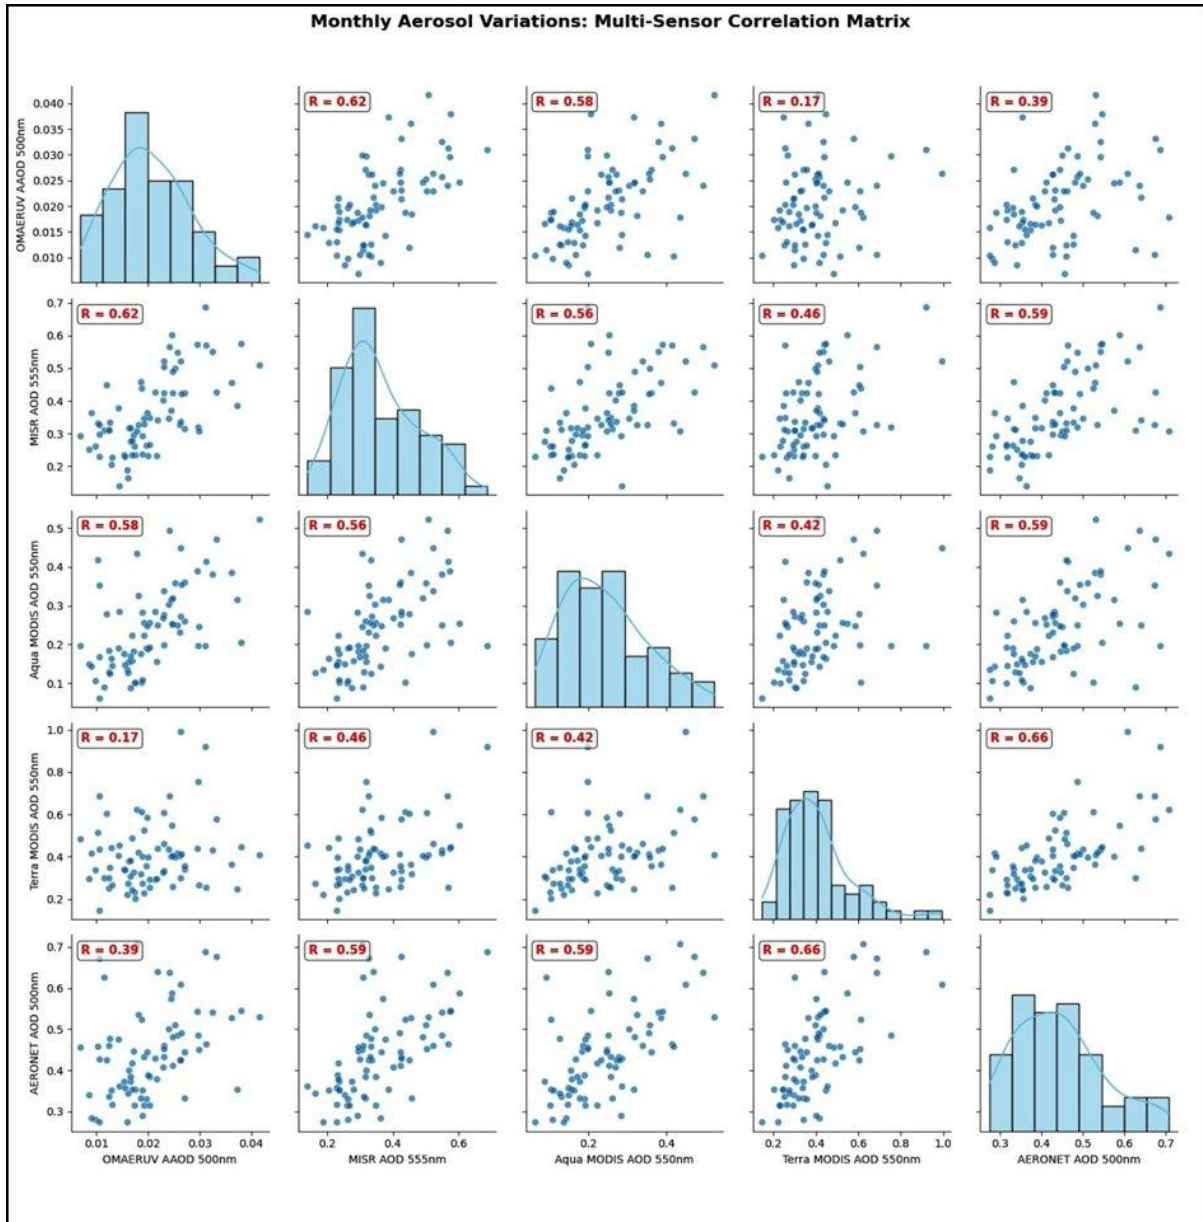 Monthly Aerosol Variations: Multi-Sensor Correlation Matrix
OMAERUV AAOD 500nm
0.040
0.035
0.030
0.025
0.020
0.015
0.010
R = 0.62
R = 0.58
R = 0.17
R = 0.39
MISR AOD 555nm
0.7
0.6
0.5
0.4
0.3
0.2
R = 0.62
R = 0.56
R = 0.46
R = 0.59
Aqua MODIS AOD 550nm
0.5
0.4
0.3
0.2
0.1
R = 0.58
R = 0.56
R = 0.42
R = 0.59
Terra MODIS AOD 550nm
1.0
0.8
0.6
0.4
0.2
R = 0.17
R = 0.46
R = 0.42
R = 0.66
AERONET AOD 500nm
0.7
0.6
0.5
0.4
0.3
R = 0.39
R = 0.59
R = 0.59
R = 0.66
0.01 0.02 0.03 0.04 0.2 0.4 0.6 0.2 0.4 0.2 0.4 0.6 0.8 1.0 0.3 0.4 0.5 0.6 0.7
OMAERUV AAOD 500nm MISR AOD 555nm Aqua MODIS AOD 550nm Terra MODIS AOD 550nm AERONET AOD 500nm